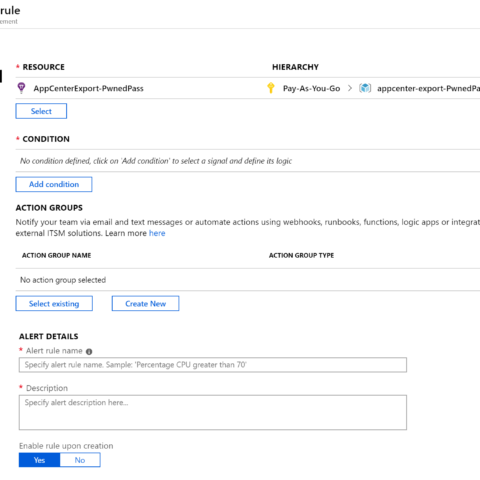 rule
ement
* RESOURCE HIERARCHY
AppCenterExport-PwnedPass Pay-As-You-Go > appcenter-export-PwnedPa
Select
* CONDITION
No condition defined, click on 'Add condition' to select a signal and define its logic
Add condition
ACTION GROUPS
Notify your team via email and text messages or automate actions using webhooks, runbooks, functions, logic apps or integrat
external ITSM solutions. Learn more here
ACTION GROUP NAME ACTION GROUP TYPE
No action group selected
Select existing Create New
ALERT DETAILS
* Alert rule name
Specify alert rule name. Sample: 'Percentage CPU greater than 70'
* Description
Specify alert description here...
Enable rule upon creation
Yes No